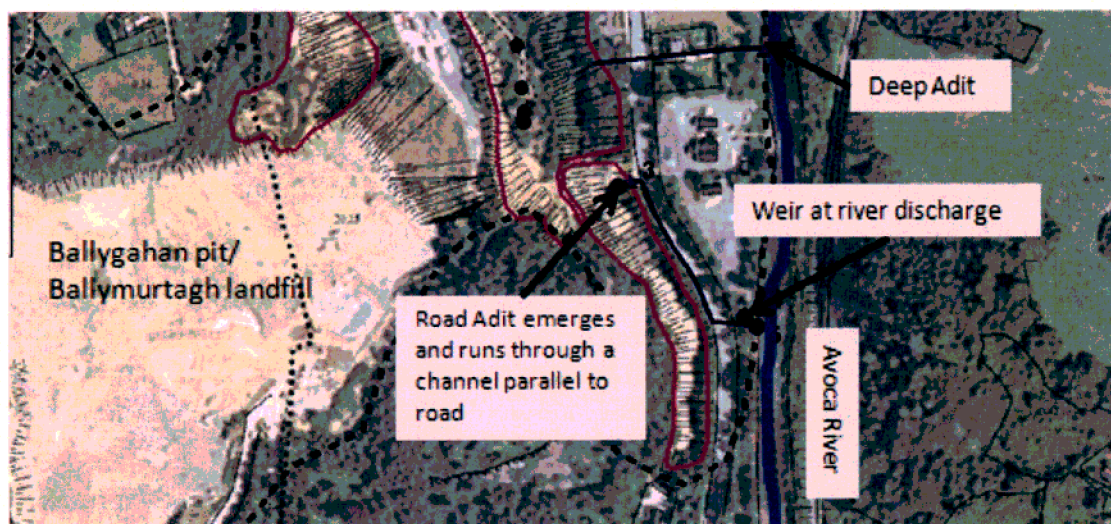 Deep Adit
Weir at river discharge
Ballygahan pit/
Ballymurtagh landfill
Road Adit emerges
and runs through a
channel parallel to
road
Avoca River